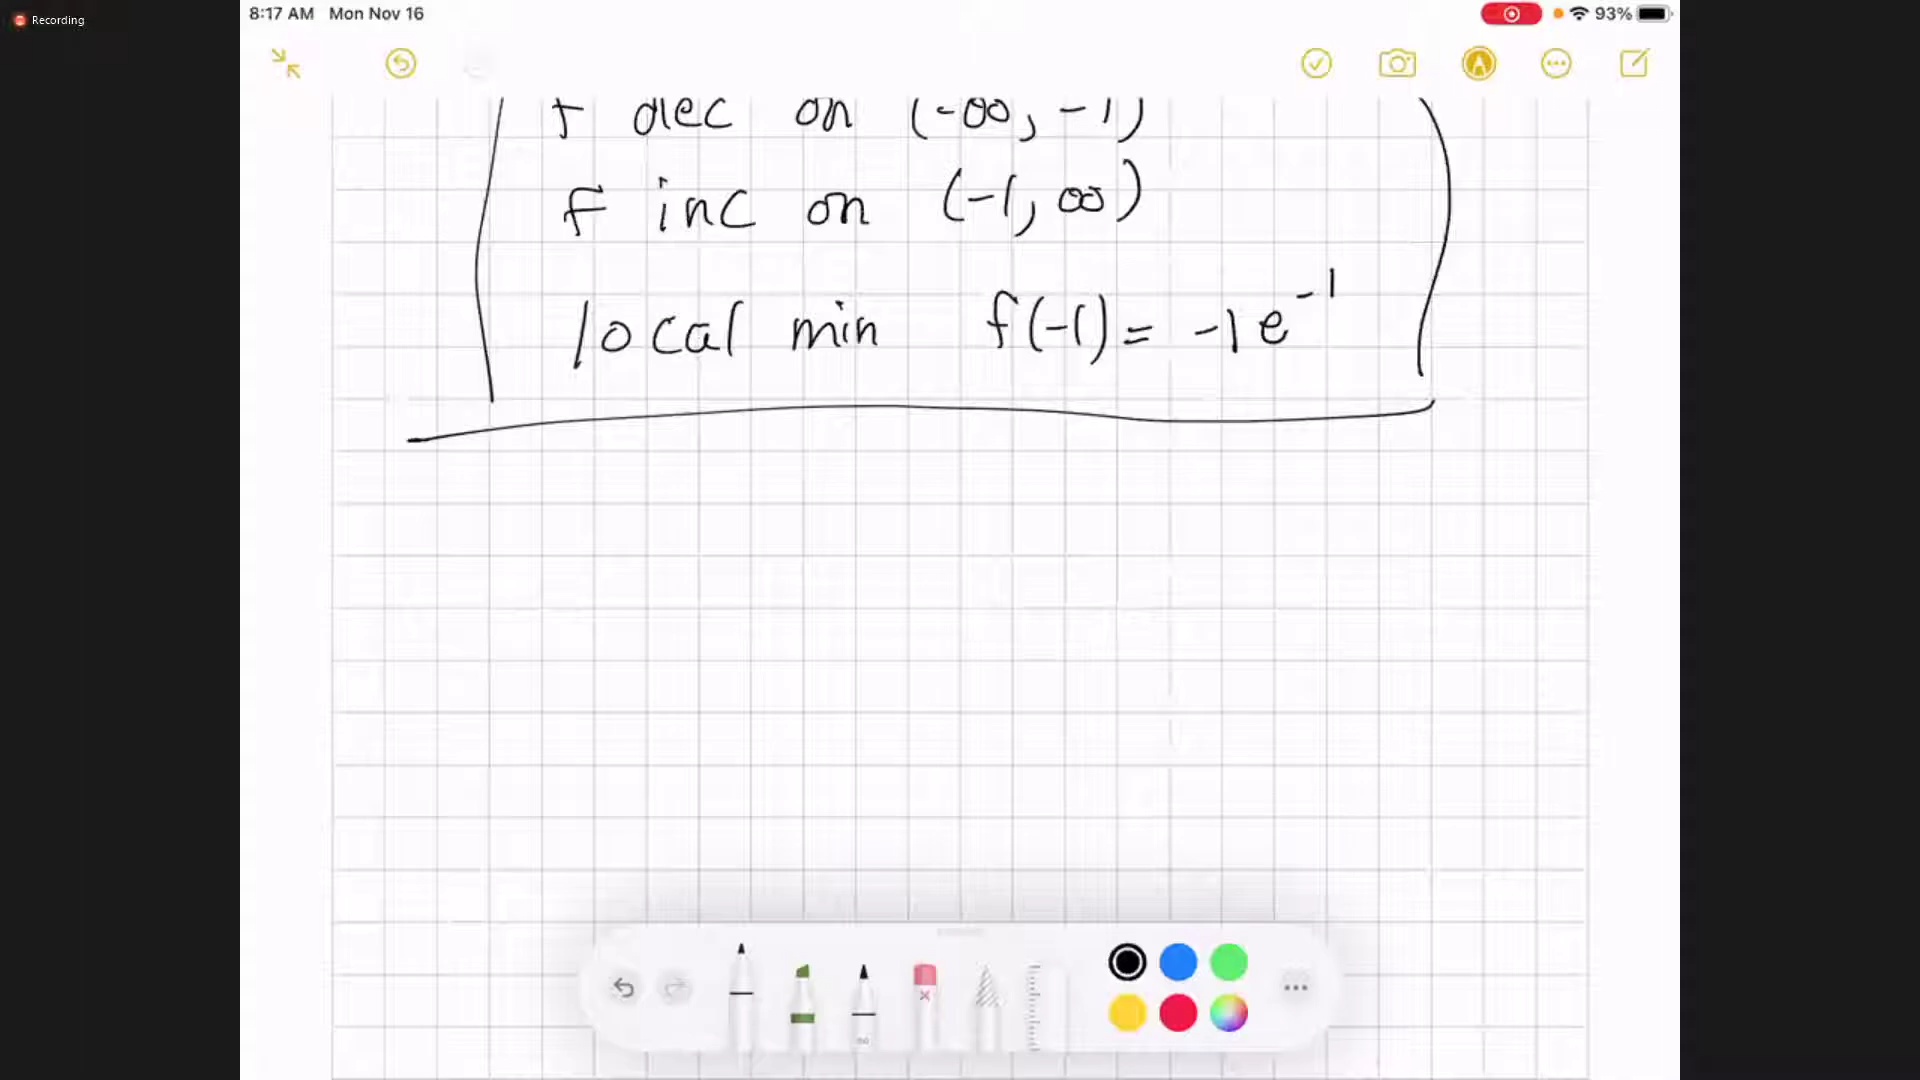 Recording
8:17 AM Mon Nov 16
93%
f dec on (-∞, -1)
f inc on (-1, ∞)
local min f(-1) = -1e⁻¹